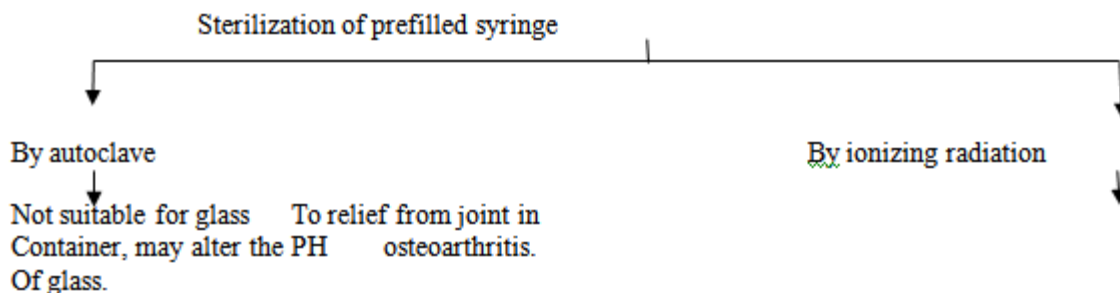 Sterilization of prefilled syringe
By autoclave By ionizing radiation
Not suitable for glass To relief from joint in
Container, may alter the PH osteoarthritis.
Of glass.